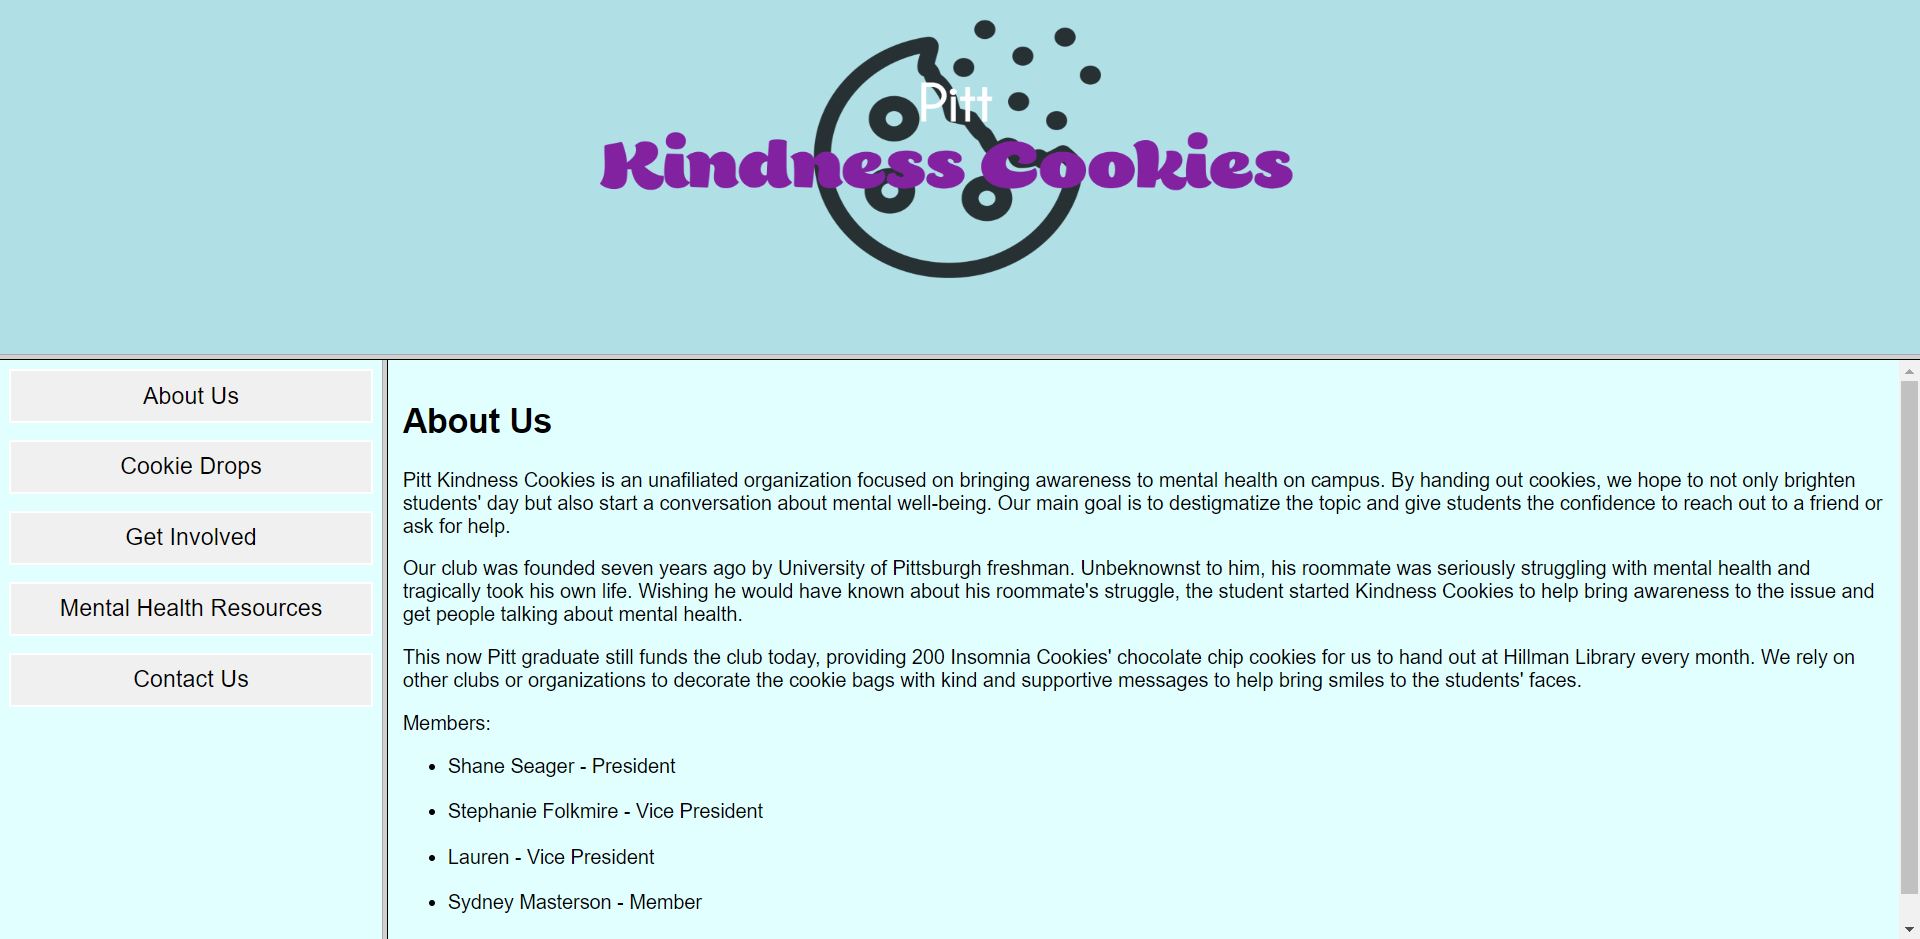 Pitt
Kindness Cookies
About Us
Cookie Drops
Get Involved
Mental Health Resources
Contact Us
About Us
Pitt Kindness Cookies is an unafiliated organization focused on bringing awareness to mental health on campus. By handing out cookies, we hope to not only brighten
students' day but also start a conversation about mental well-being. Our main goal is to destigmatize the topic and give students the confidence to reach out to a friend or
ask for help.
Our club was founded seven years ago by University of Pittsburgh freshman. Unbeknownst to him, his roommate was seriously struggling with mental health and
tragically took his own life. Wishing he would have known about his roommate's struggle, the student started Kindness Cookies to help bring awareness to the issue and
get people talking about mental health.
This now Pitt graduate still funds the club today, providing 200 Insomnia Cookies' chocolate chip cookies for us to hand out at Hillman Library every month. We rely on
other clubs or organizations to decorate the cookie bags with kind and supportive messages to help bring smiles to the students' faces.
Members:
• Shane Seager - President
• Stephanie Folkmire - Vice President
• Lauren - Vice President
• Sydney Masterson - Member